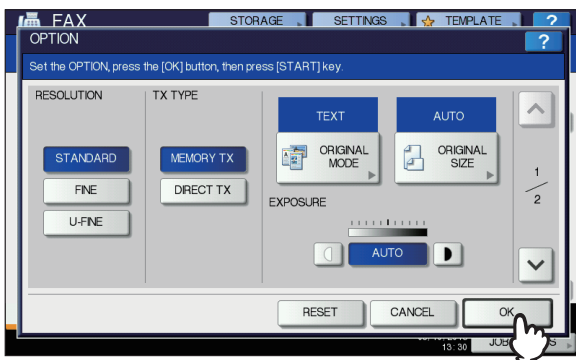 FAX STORAGE SETTINGS TEMPLATE ?
OPTION ?
Set the OPTION, press the [OK] button, then press [START] key.
RESOLUTION TX TYPE
TEXT AUTO
STANDARD MEMORY TX ORIGINAL MODE ORIGINAL SIZE
FINE DIRECT TX
1
2
EXPOSURE
U-FINE
AUTO
RESET CANCEL OK
13:30